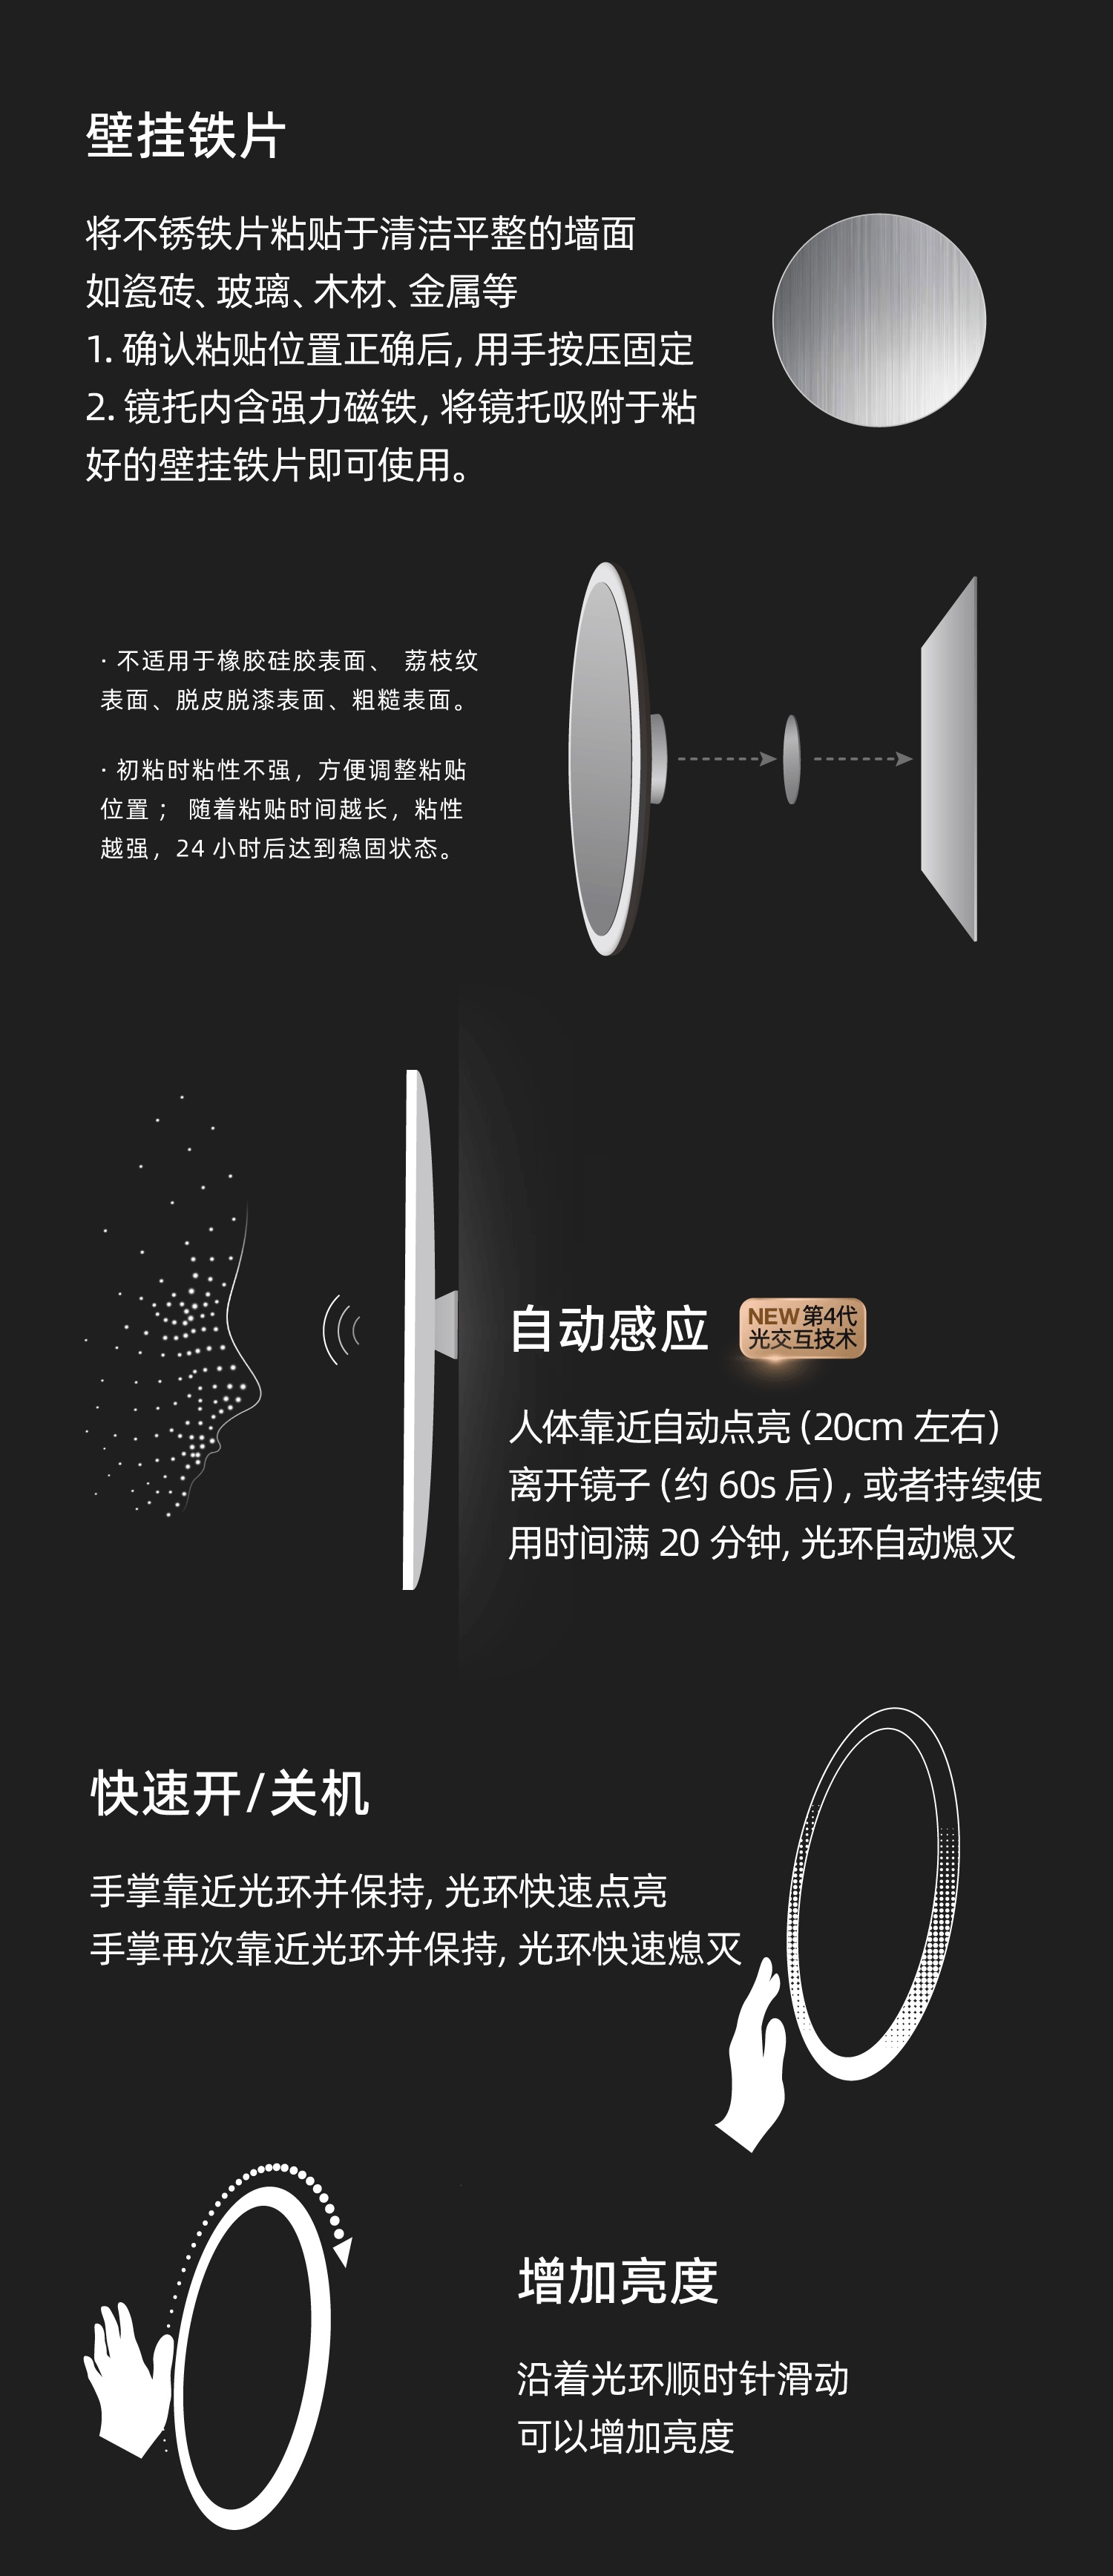 壁挂铁片
将不锈铁片粘贴于清洁平整的墙面
如瓷砖、玻璃、木材、金属等
1. 确认粘贴位置正确后, 用手按压固定
2. 镜托内含强力磁铁, 将镜托吸附于粘
好的壁挂铁片即可使用。
· 不适用于橡胶硅胶表面、 荔枝纹
表面、脱皮脱漆表面、粗糙表面。
· 初粘时粘性不强, 方便调整粘贴
位置； 随着粘贴时间越长, 粘性
越强, 24 小时后达到稳固状态。
自动感应
NEW 第4代
光交互技术
人体靠近自动点亮 (20cm 左右)
离开镜子 (约 60s 后) , 或者持续使
用时间满 20 分钟, 光环自动熄灭
快速开/关机
手掌靠近光环并保持, 光环快速点亮
手掌再次靠近光环并保持, 光环快速熄灭
增加亮度
沿着光环顺时针滑动
可以增加亮度